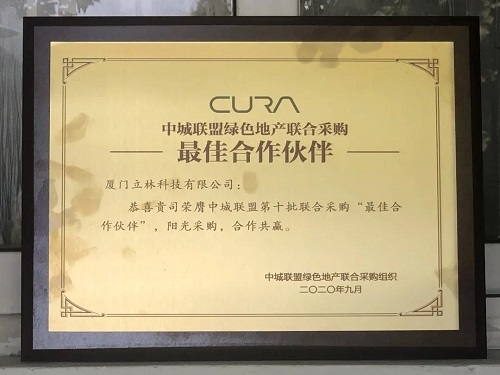 CURA
中城联盟绿色地产联合采购
最佳合作伙伴
厦门立林科技有限公司：
恭喜贵司荣膺中城联盟第十批联合采购“最佳合
作伙伴”，阳光采购，合作共赢。
中城联盟绿色地产联合采购组织
二〇二〇年九月